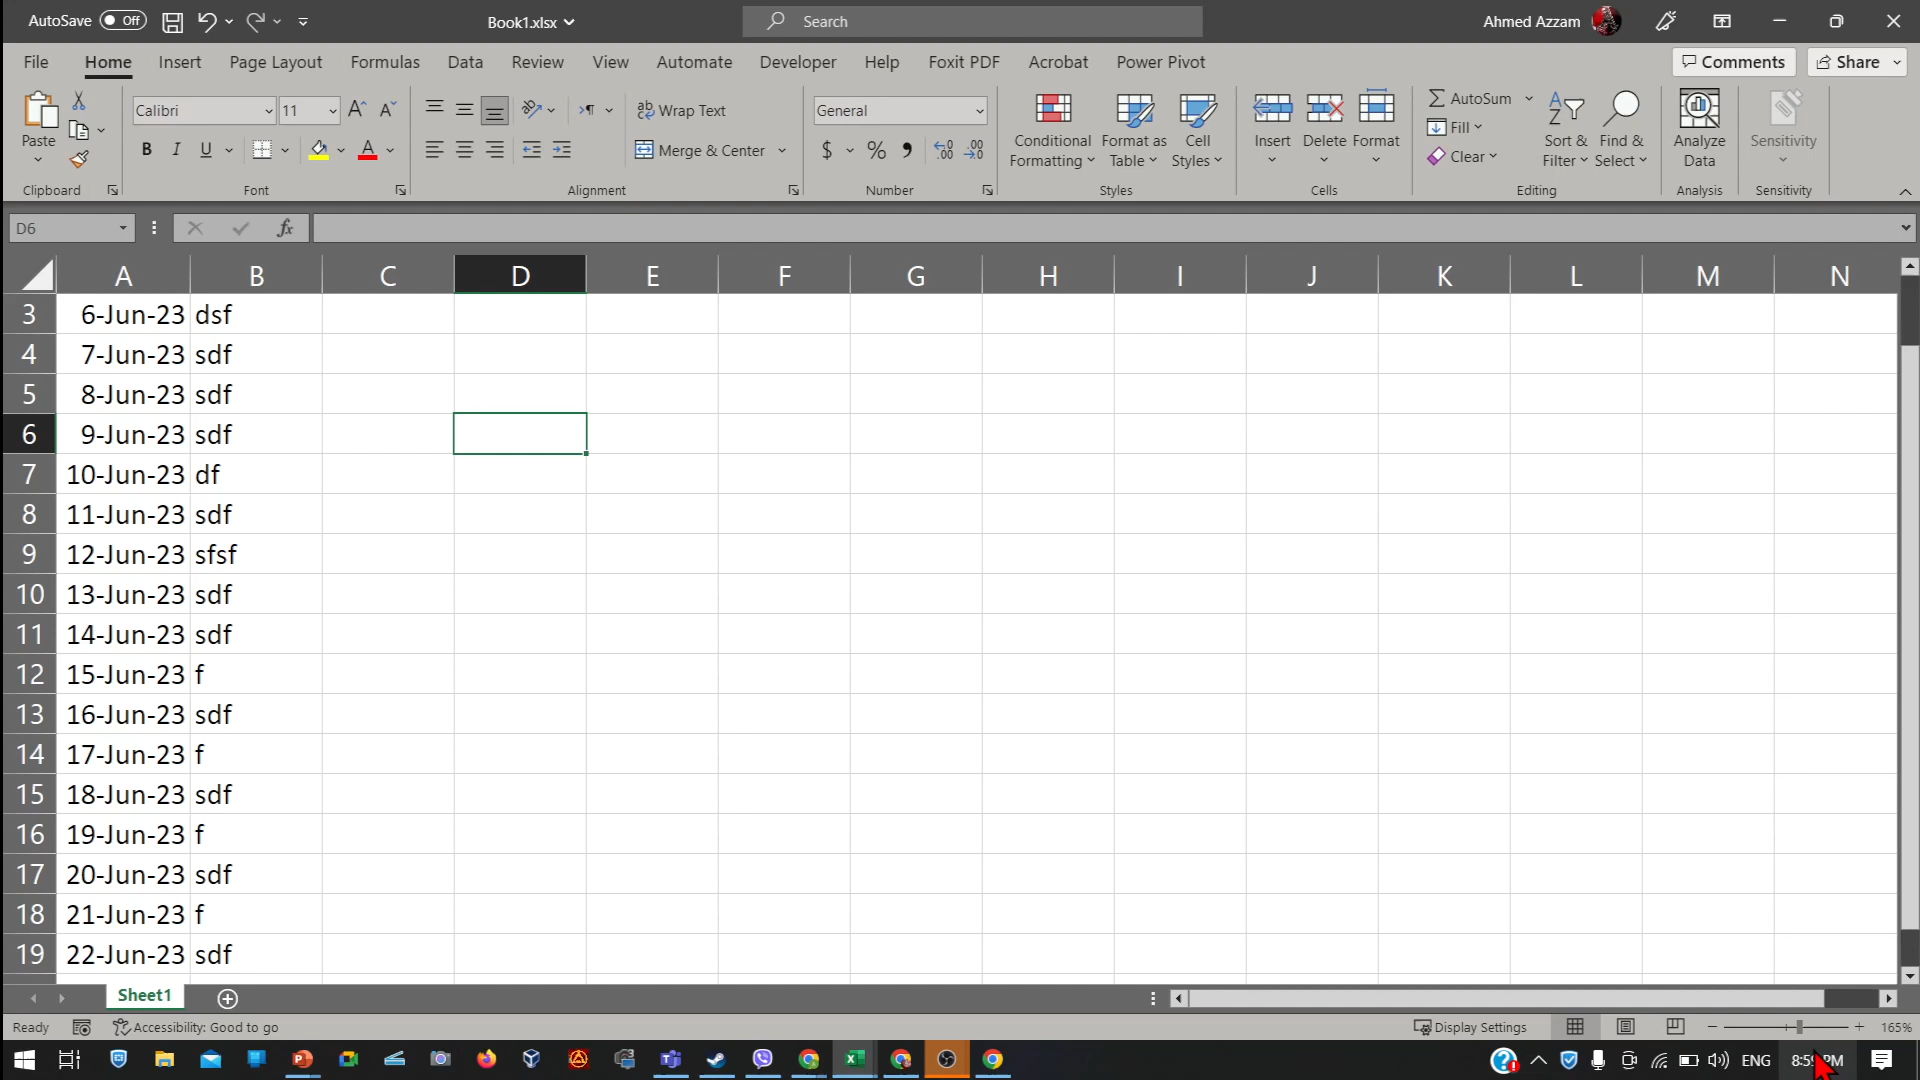 AutoSave Off Book1.xlsx Search Ahmed Azzam
File Home Insert Page Layout Formulas Data Review View Automate Developer Help Foxit PDF Acrobat Power Pivot Comments Share
Calibri 11 Wrap Text General AutoSum
Paste Conditional Format as Cell Insert Delete Format Fill Sort & Find & Analyze Sensitivity
B I U A Merge & Center $ % Formatting Table Styles Clear Filter Select Data
Clipboard Font Alignment Number Styles Cells Editing Analysis Sensitivity
D6 fx
A B C D E F G H I J K L M N
3 6-Jun-23 dsf
4 7-Jun-23 sdf
5 8-Jun-23 sdf
6 9-Jun-23 sdf
7 10-Jun-23 df
8 11-Jun-23 sdf
9 12-Jun-23 sfsf
10 13-Jun-23 sdf
11 14-Jun-23 sdf
12 15-Jun-23 f
13 16-Jun-23 sdf
14 17-Jun-23 f
15 18-Jun-23 sdf
16 19-Jun-23 f
17 20-Jun-23 sdf
18 21-Jun-23 f
19 22-Jun-23 sdf
Sheet1
Ready Accessibility: Good to go Display Settings 165%
ENG PM